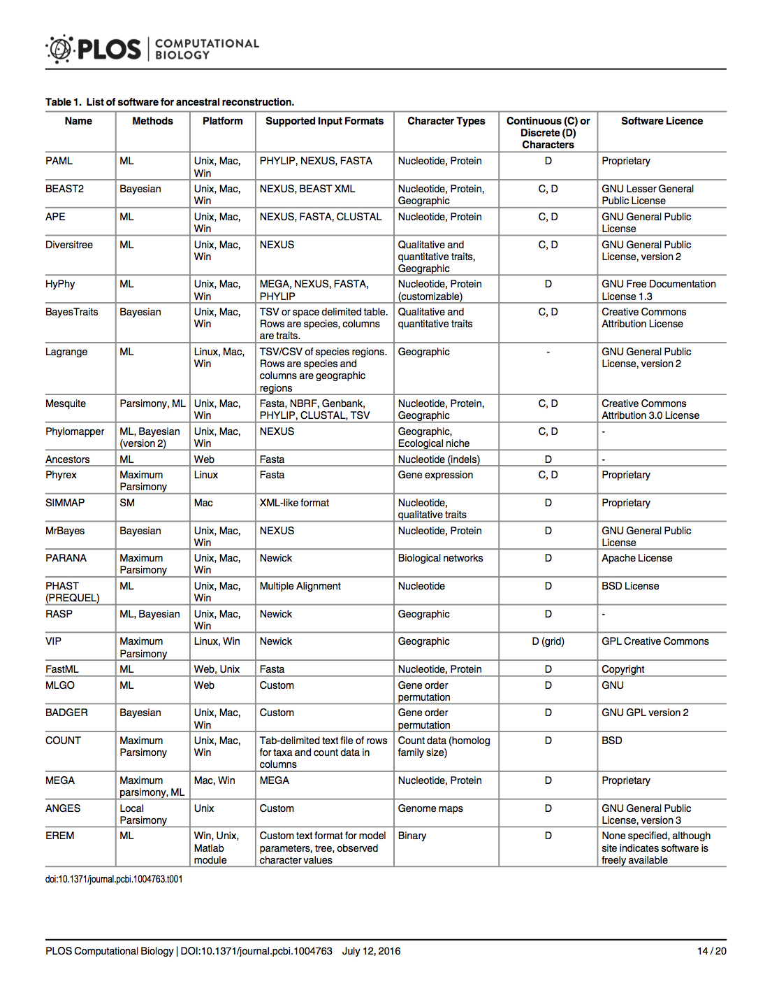 PLOS | COMPUTATIONAL
BIOLOGY
Table 1. List of software for ancestral reconstruction.
Name Methods Platform Supported Input Formats Character Types Continuous (C) or Discrete (D) Characters Software Licence
PAML ML Unix, Mac, Win PHYLIP, NEXUS, FASTA Nucleotide, Protein D Proprietary
BEAST2 Bayesian Unix, Mac, Win NEXUS, BEAST XML Nucleotide, Protein, Geographic C, D GNU Lesser General Public License
APE ML Unix, Mac, Win NEXUS, FASTA, CLUSTAL Nucleotide, Protein C, D GNU General Public License
Diversitree ML Unix, Mac, Win NEXUS Qualitative and quantitative traits, Geographic C, D GNU General Public License, version 2
HyPhy ML Unix, Mac, Win MEGA, NEXUS, FASTA, PHYLIP Nucleotide, Protein (customizable) D GNU Free Documentation License 1.3
BayesTraits Bayesian Unix, Mac, Win TSV or space delimited table. Rows are species, columns are traits. Qualitative and quantitative traits C, D Creative Commons Attribution License
Lagrange ML Linux, Mac, Win TSV/CSV of species regions. Rows are species and columns are geographic regions Geographic - GNU General Public License, version 2
Mesquite Parsimony, ML Unix, Mac, Win Fasta, NBRF, Genbank, PHYLIP, CLUSTAL, TSV Nucleotide, Protein, Geographic C, D Creative Commons Attribution 3.0 License
Phylomapper ML, Bayesian (version 2) Unix, Mac, Win NEXUS Geographic, Ecological niche C, D -
Ancestors ML Web Fasta Nucleotide (indels) D -
Phyrex Maximum Parsimony Linux Fasta Gene expression C, D Proprietary
SIMMAP SM Mac XML-like format Nucleotide, qualitative traits D Proprietary
MrBayes Bayesian Unix, Mac, Win NEXUS Nucleotide, Protein D GNU General Public License
PARANA Maximum Parsimony Unix, Mac, Win Newick Biological networks D Apache License
PHAST (PREQUEL) ML Unix, Mac, Win Multiple Alignment Nucleotide D BSD License
RASP ML, Bayesian Unix, Mac, Win Newick Geographic D -
VIP Maximum Parsimony Linux, Win Newick Geographic D (grid) GPL Creative Commons
FastML ML Web, Unix Fasta Nucleotide, Protein D Copyright
MLGO ML Web Custom Gene order permutation D GNU
BADGER Bayesian Unix, Mac, Win Custom Gene order permutation D GNU GPL version 2
COUNT Maximum Parsimony Unix, Mac, Win Tab-delimited text file of rows for taxa and count data in columns Count data (homolog family size) D BSD
MEGA Maximum parsimony, ML Mac, Win MEGA Nucleotide, Protein D Proprietary
ANGES Local Parsimony Unix Custom Genome maps D GNU General Public License, version 3
EREM ML Win, Unix, Matlab module Custom text format for model parameters, tree, observed character values Binary D None specified, although site indicates software is freely available
doi:10.1371/journal.pcbi.1004763.t001
PLOS Computational Biology | DOI:10.1371/journal.pcbi.1004763 July 12, 2016 14 / 20